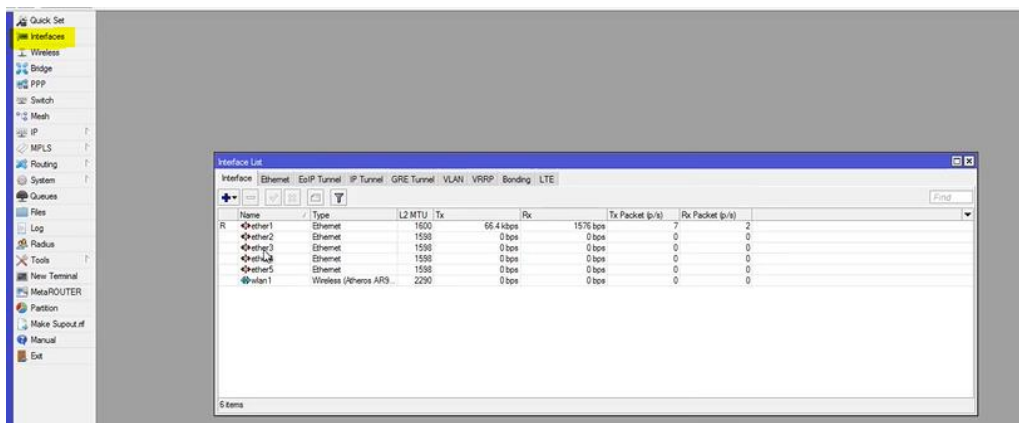 Quick Set
Interfaces
Wireless
Bridge
PPP
Switch
Mesh
IP
MPLS
Routing
System
Queues
Files
Log
Radius
Tools
New Terminal
MetaROUTER
Partition
Make Supout.rif
Manual
Exit
Interface List
Interface Ethernet EoIP Tunnel IP Tunnel GRE Tunnel VLAN VRRP Bonding LTE
Find
Name Type L2 MTU Tx Rx Tx Packet (p/s) Rx Packet (p/s)
R ether1 Ethernet 1600 66.4 kbps 1576 bps 7 2
ether2 Ethernet 1598 0 bps 0 bps 0 0
ether3 Ethernet 1598 0 bps 0 bps 0 0
ether4 Ethernet 1598 0 bps 0 bps 0 0
ether5 Ethernet 1598 0 bps 0 bps 0 0
wlan1 Wireless (Atheros AR9... 2290 0 bps 0 bps 0 0
6 items